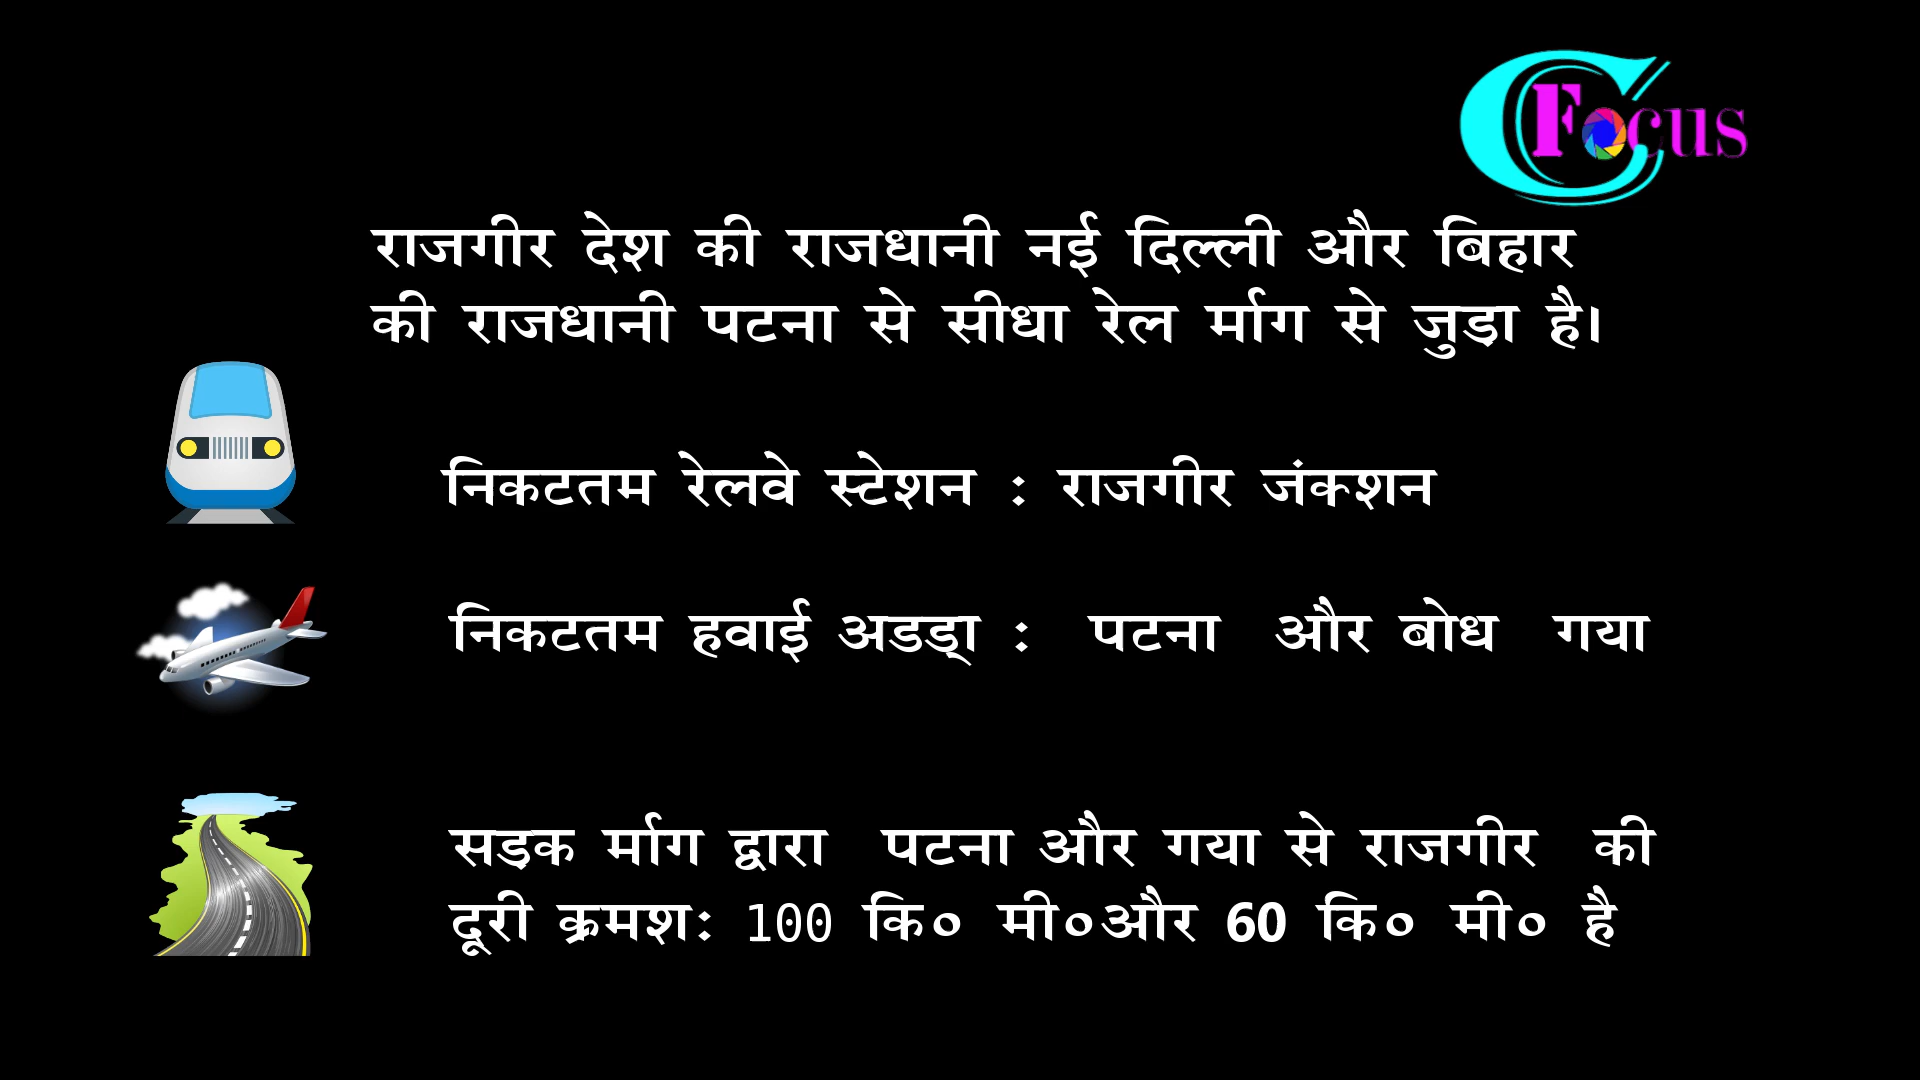 C Focus
राजगीर देश की राजधानी नई दिल्ली और बिहार
की राजधानी पटना से सीधा रेल र्माग से जुड़ा है।
निकटतम रेलवे स्टेशन : राजगीर जंकशन
निकटतम हवाई अडड़ा : पटना और बोध गया
सड़क र्माग द्वारा पटना और गया से राजगीर की
दूरी क्रमशः 100 कि० मी०और 60 कि० मी० है